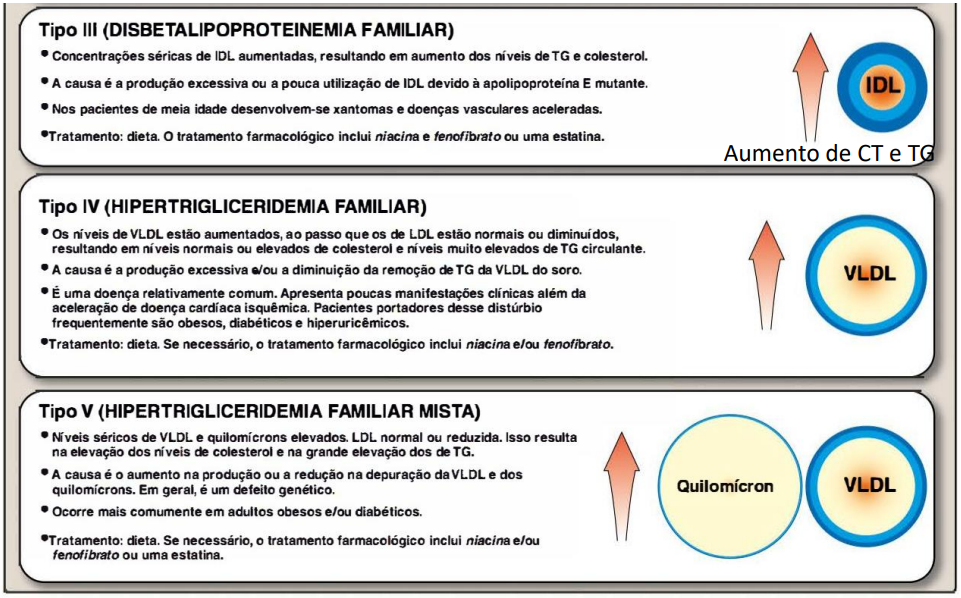 Tipo III (DISBETALIPOPROTEINEMIA FAMILIAR)
• Concentrações séricas de IDL aumentadas, resultando em aumento dos níveis de TG e colesterol.
• A causa é a produção excessiva ou a pouca utilização de IDL devido à apolipoproteína E mutante.
• Nos pacientes de meia idade desenvolvem-se xantomas e doenças vasculares aceleradas.
•Tratamento: dieta. O tratamento farmacológico inclui niacina e fenofibrato ou uma estatina.
IDL
Aumento de CT e TG
Tipo IV (HIPERTRIGLICERIDEMIA FAMILIAR)
• Os níveis de VLDL estão aumentados, ao passo que os de LDL estão normais ou diminuídos,
resultando em níveis normais ou elevados de colesterol e níveis muito elevados de TG circulante.
• A causa é a produção excessiva e/ou a diminuição da remoção de TG da VLDL do soro.
• É uma doença relativamente comum. Apresenta poucas manifestações clínicas além da
aceleração de doença cardíaca isquêmica. Pacientes portadores desse distúrbio
frequentemente são obesos, diabéticos e hiperuricêmicos.
•Tratamento: dieta. Se necessário, o tratamento farmacológico inclui niacina e/ou fenofibrato.
VLDL
Tipo V (HIPERTRIGLICERIDEMIA FAMILIAR MISTA)
• Níveis séricos de VLDL e quilomícrons elevados. LDL normal ou reduzida. Isso resulta
na elevação dos níveis de colesterol e na grande elevação dos de TG.
• A causa é o aumento na produção ou a redução na depuração da VLDL e dos
quilomícrons. Em geral, é um defeito genético.
• Ocorre mais comumente em adultos obesos e/ou diabéticos.
•Tratamento: dieta. Se necessário, o tratamento farmacológico inclui niacina e/ou
fenofibrato ou uma estatina.
Quilomícron
VLDL